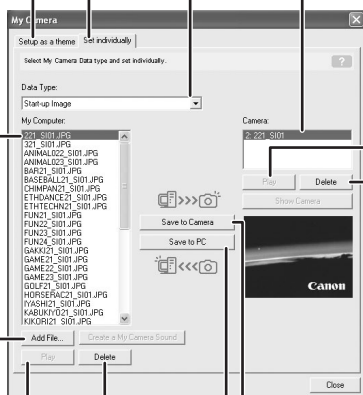 My Camera
Setup as a theme Set individually
Select My Camera Data type and set individually.
?
Data Type:
Start-up Image
My Computer:
Camera:
221_SI01.JPG
321_SI01.JPG
ANIMAL022_SI01.JPG
ANIMAL023_SI01.JPG
BAR21_SI01.JPG
BASEBALL21_SI01.JPG
CHIMPAN21_SI01.JPG
ETHDANCE21_SI01.JPG
ETHTECHN21_SI01.JPG
FUN21_SI01.JPG
FUN22_SI01.JPG
FUN23_SI01.JPG
FUN24_SI01.JPG
GAKKI21_SI01.JPG
GAME21_SI01.JPG
GAME22_SI01.JPG
GAME23_SI01.JPG
GOLF21_SI01.JPG
HORSERAC21_SI01.JPG
IYASHI21_SI01.JPG
KABUKIYO21_SI01.JPG
KIKORI21_SI01.JPG
2: 221_SI01
Play Delete
Show Camera
>>>
Save to Camera
Save to PC
<<<
Canon
Add File... Create a My Camera Sound
Play Delete
Close